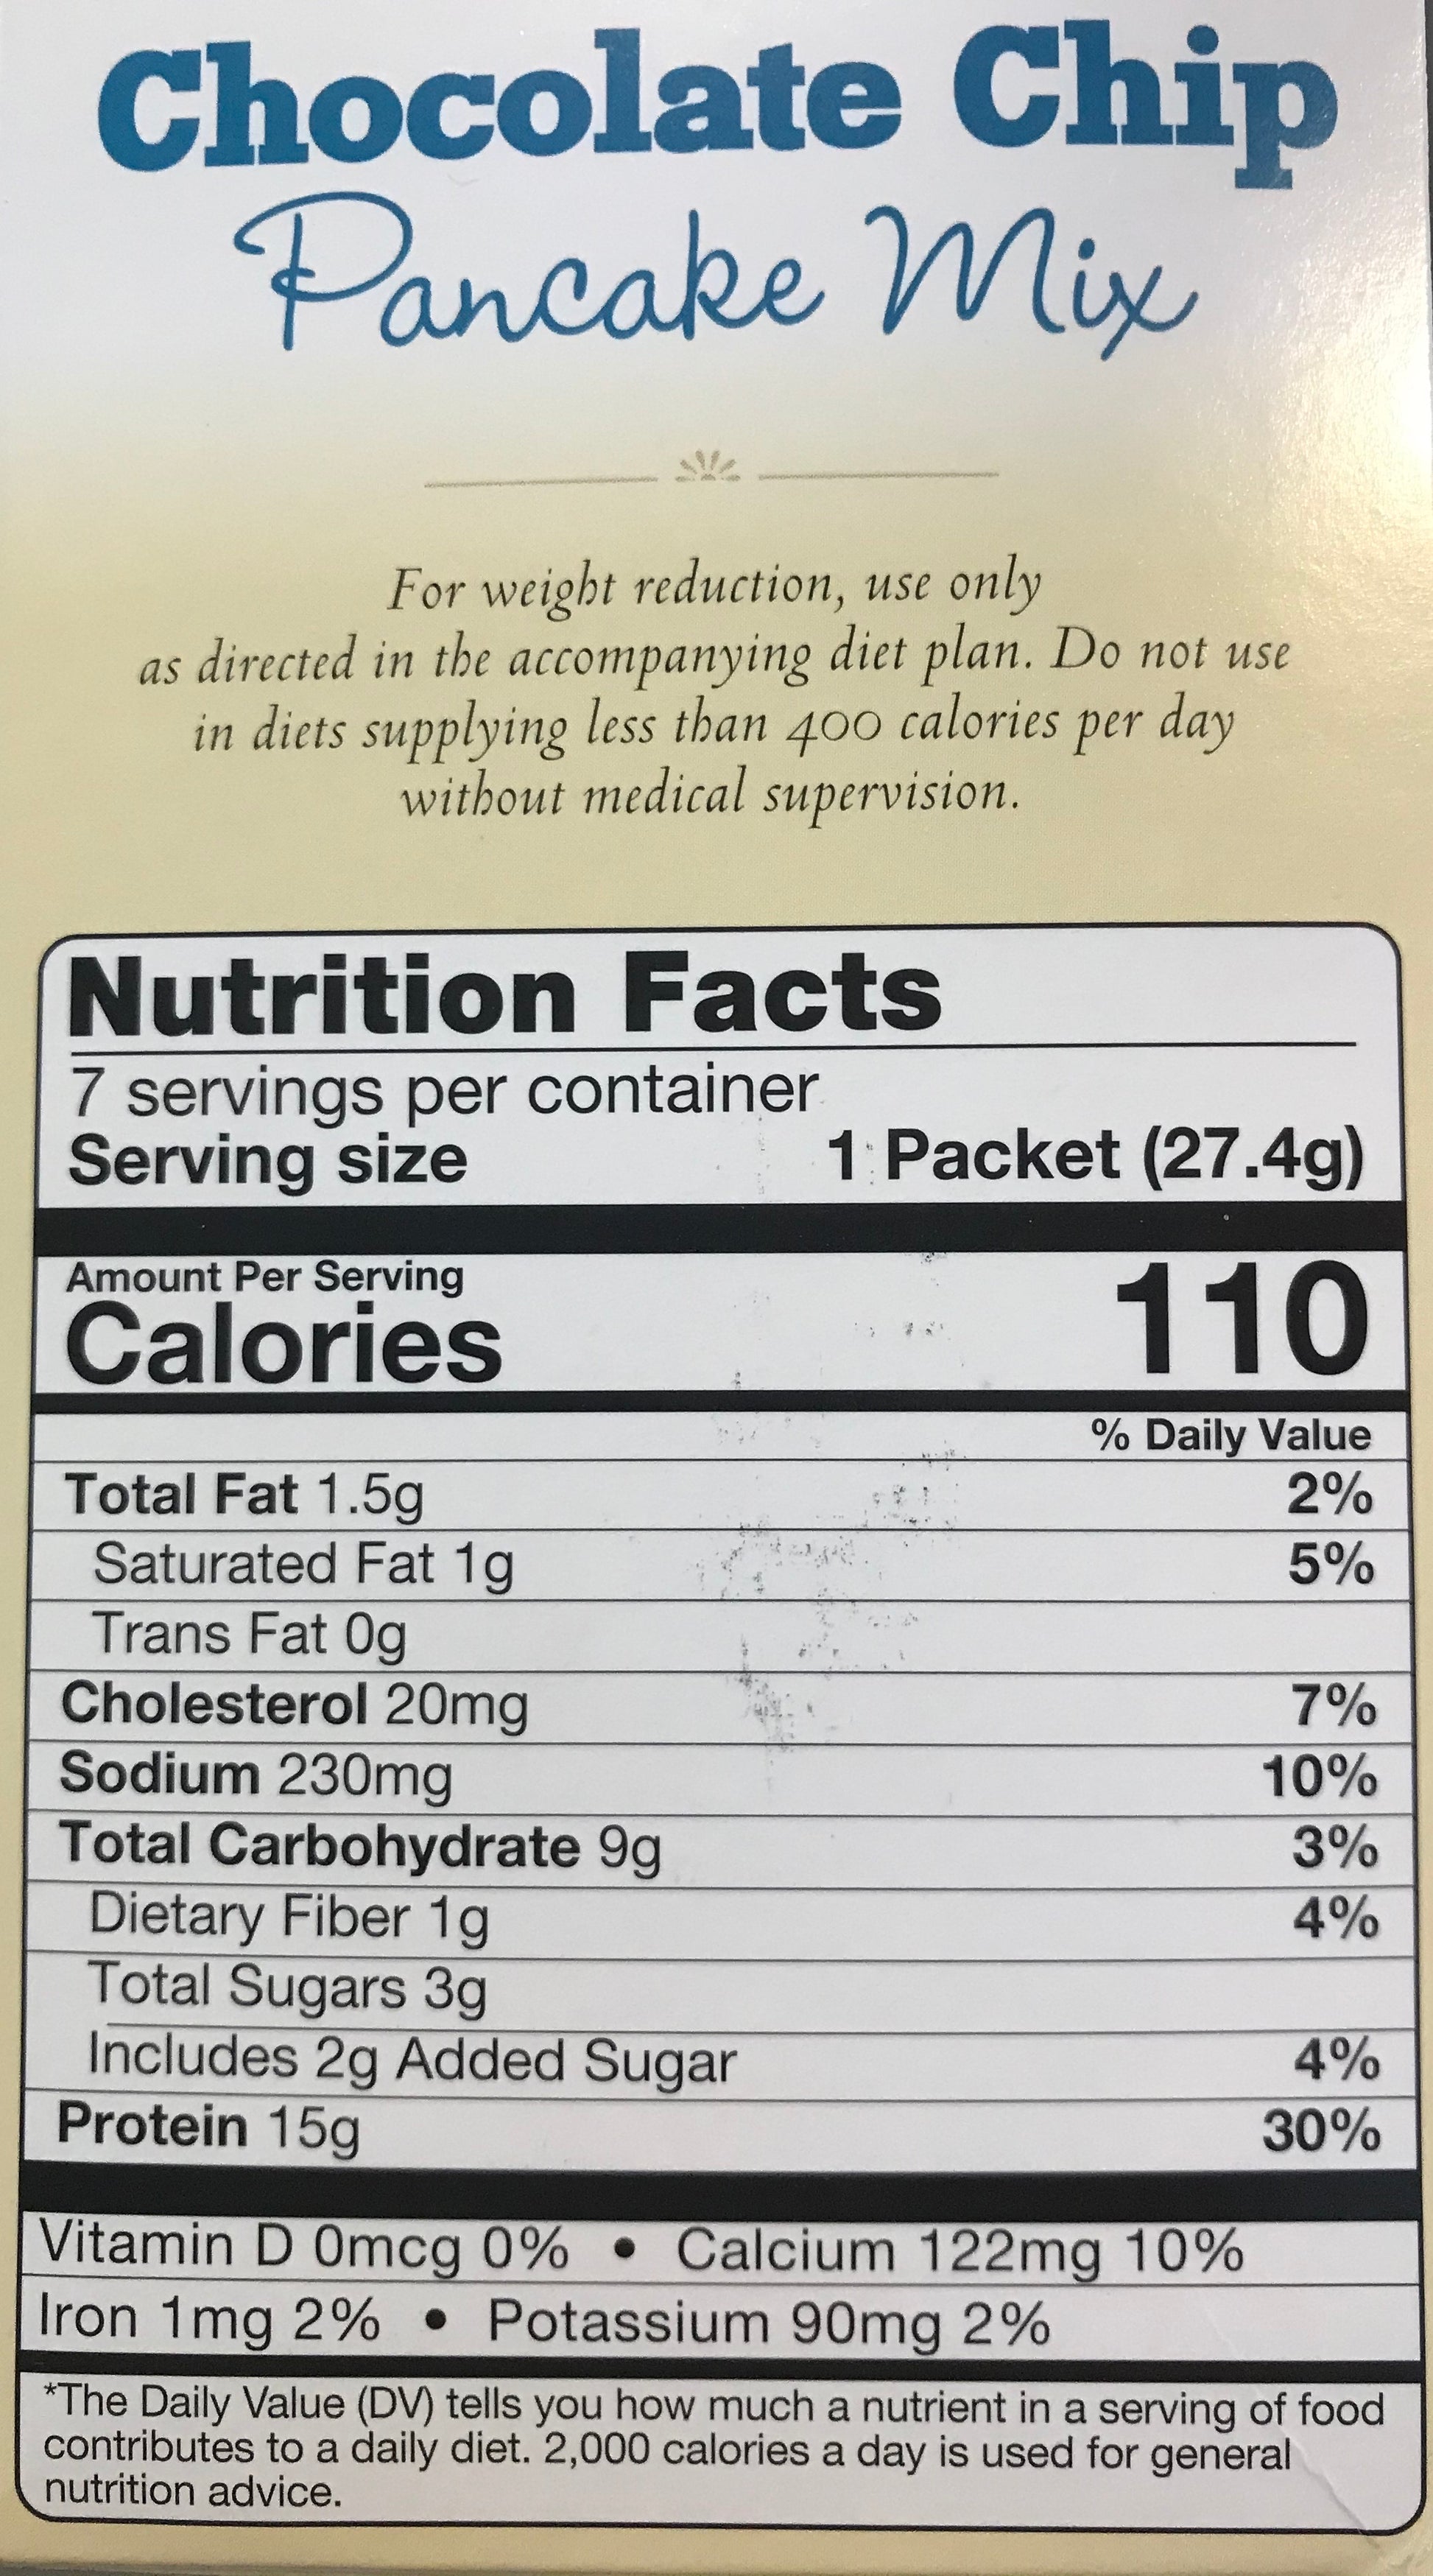 Chocolate Chip
Pancake Mix
For weight reduction, use only
as directed in the accompanying diet plan. Do not use
in diets supplying less than 400 calories per day
without medical supervision.
Nutrition Facts
7 servings per container
Serving size 1 Packet (27.4g)
Amount Per Serving
Calories 110
% Daily Value
Total Fat 1.5g 2%
Saturated Fat 1g 5%
Trans Fat 0g
Cholesterol 20mg 7%
Sodium 230mg 10%
Total Carbohydrate 9g 3%
Dietary Fiber 1g 4%
Total Sugars 3g
Includes 2g Added Sugar 4%
Protein 15g 30%
Vitamin D 0mcg 0% • Calcium 122mg 10%
Iron 1mg 2% • Potassium 90mg 2%
*The Daily Value (DV) tells you how much a nutrient in a serving of food
contributes to a daily diet. 2,000 calories a day is used for general
nutrition advice.